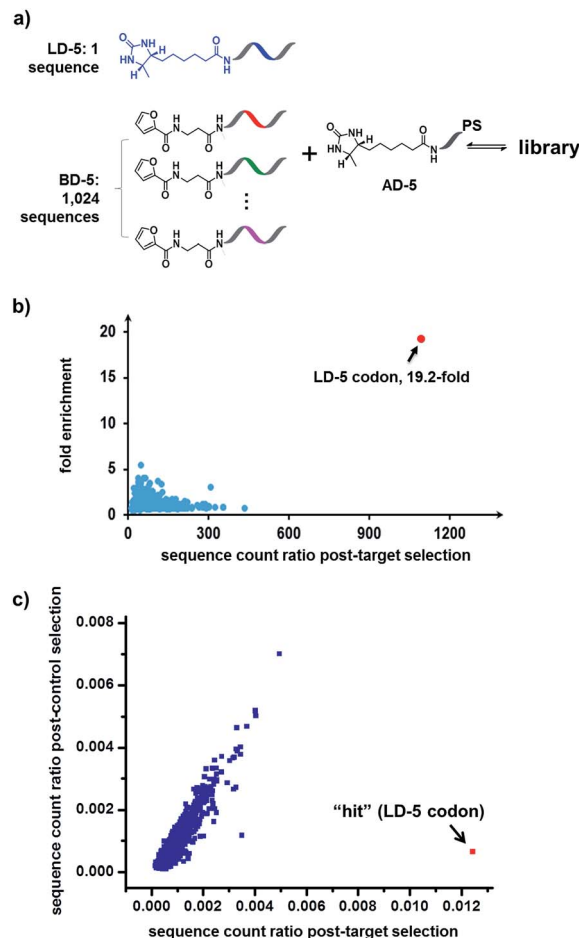 a)
LD-5: 1
sequence
O
HN
NH
H
H
O
N
H
BD-5:
1,024
sequences
O
O
H
N
O
H
N
O
O
H
N
O
H
N
⋮
O
O
H
N
O
H
N
+
O
HN
NH
H
H
O
N
H
PS
AD-5
library
b)
fold enrichment
20
15
10
5
0
LD-5 codon, 19.2-fold
0 300 600 900 1200
sequence count ratio post-target selection
c)
sequence count ratio post-control selection
0.008
0.006
0.004
0.002
0.000
"hit" (LD-5 codon)
0.000 0.002 0.004 0.006 0.008 0.010 0.012
sequence count ratio post-target selection